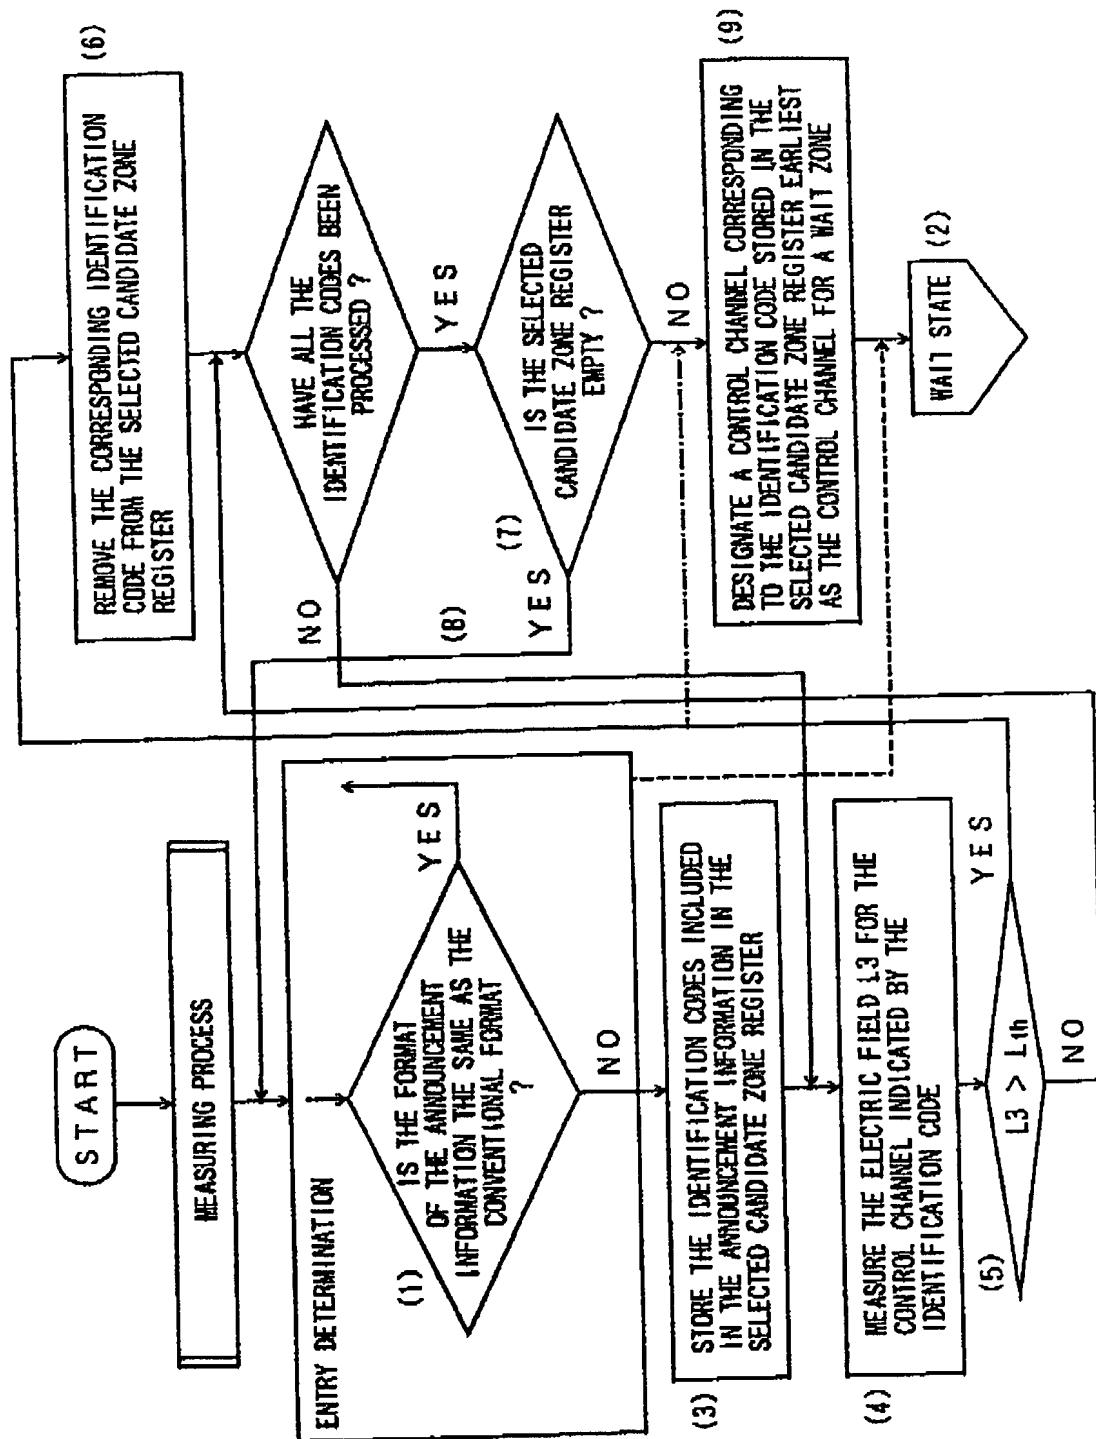 START
MEASURING PROCESS
ENTRY DETERMINATION
(1)
IS THE FORMAT
OF THE ANNOUNCEMENT
INFORMATION THE SAME AS THE
CONVENTIONAL FORMAT
?
YES
NO
(3)
STORE THE IDENTIFICATION CODES INCLUDED
IN THE ANNOUNCEMENT INFORMATION IN THE
SELECTED CANDIDATE ZONE REGISTER
(4)
MEASURE THE ELECTRIC FIELD L3 FOR THE
CONTROL CHANNEL INDICATED BY THE
IDENTIFICATION CODE
(5)
L3 > Lth
YES
NO
(6)
REMOVE THE CORRESPONDING IDENTIFICATION
CODE FROM THE SELECTED CANDIDATE ZONE
REGISTER
HAVE ALL THE
IDENTIFICATION CODES BEEN
PROCESSED ?
NO
YES
(8)
(7)
IS THE SELECTED
CANDIDATE ZONE REGISTER
EMPTY ?
YES
NO
(9)
DESIGNATE A CONTROL CHANNEL CORRESPONDING
TO THE IDENTIFICATION CODE STORED IN THE
SELECTED CANDIDATE ZONE REGISTER EARLIEST
AS THE CONTROL CHANNEL FOR A WAIT ZONE
WAIT STATE
(2)